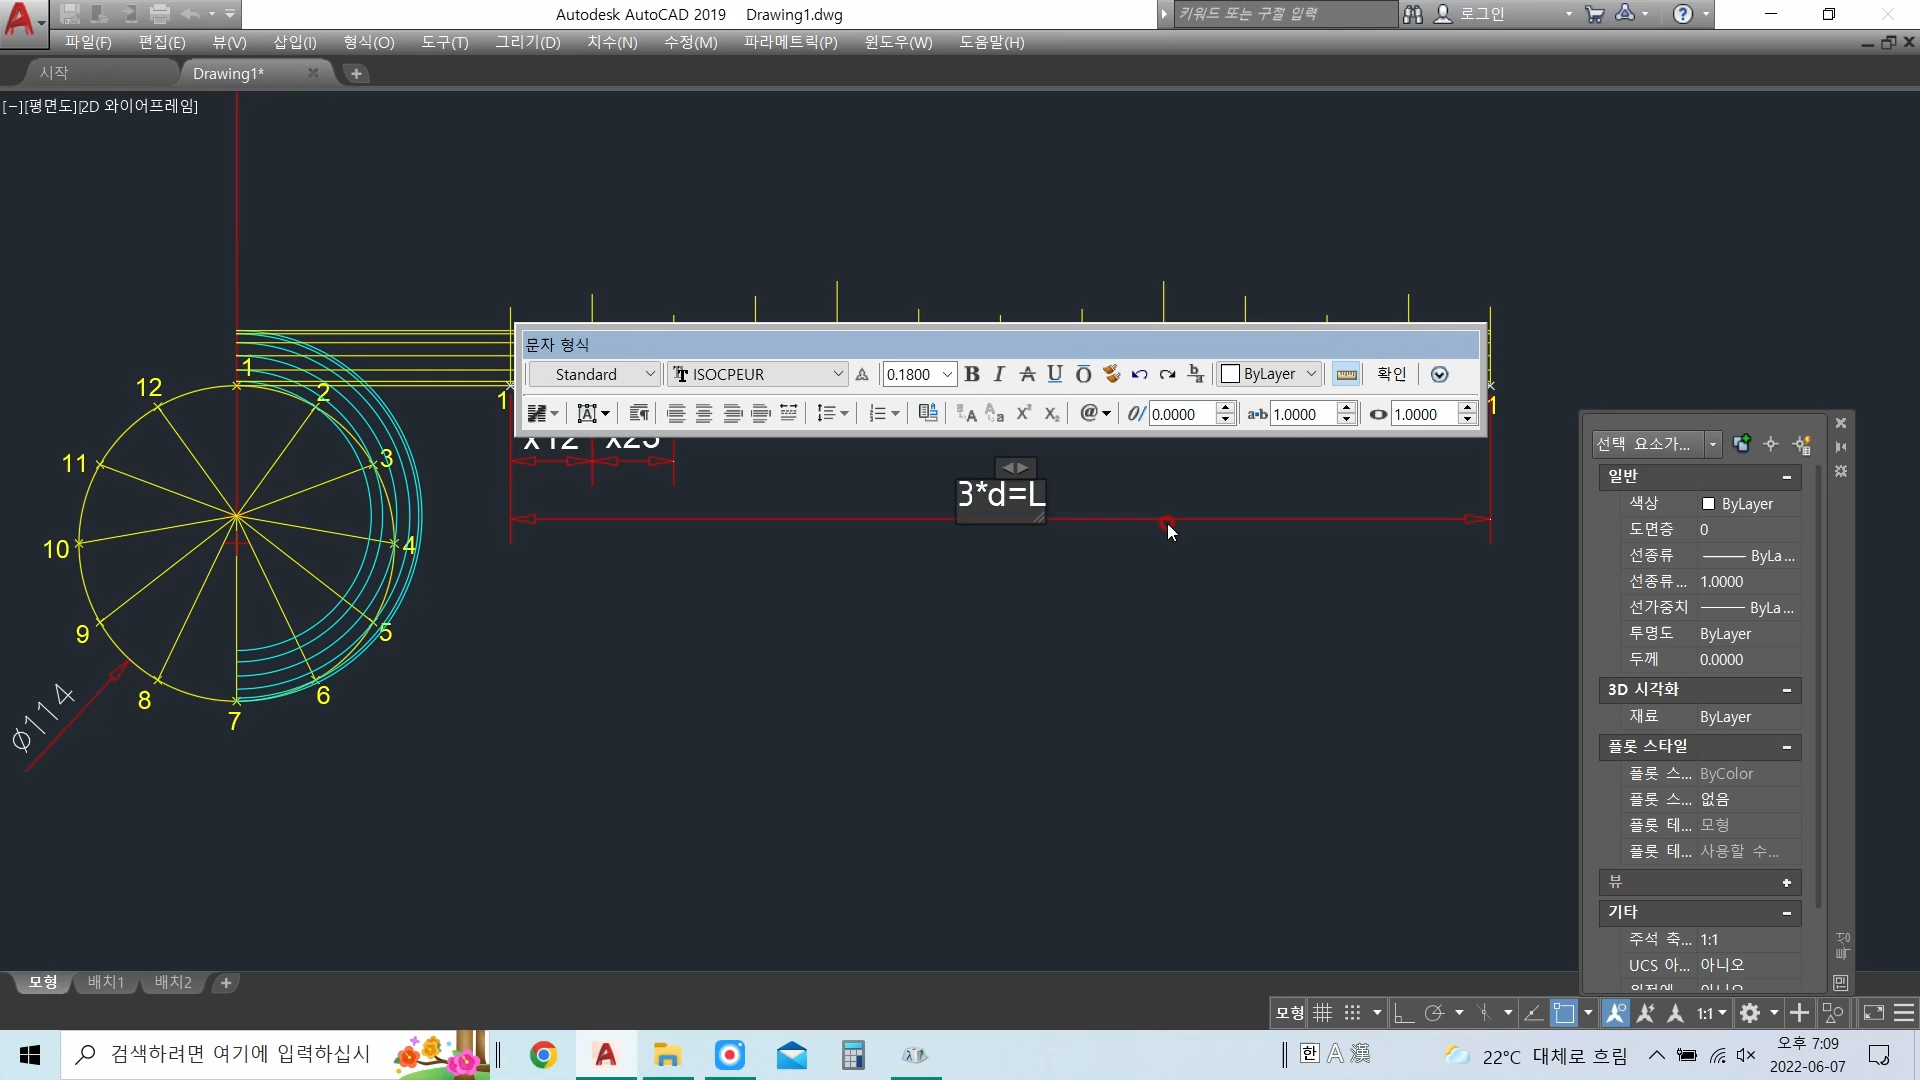 Autodesk AutoCAD 2019 Drawing1.dwg
키워드 또는 구절 입력
로그인
파일(F) 편집(E) 뷰(V) 삽입(I) 형식(O) 도구(T) 그리기(D) 치수(N) 수정(M) 파라메트릭(P) 윈도우(W) 도움말(H)
시작
Drawing1*
[−][평면도][2D 와이어프레임]
문자 형식
Standard
ISOCPEUR
0.1800
B I A U O
ByLayer
확인
0.0000
1.0000
1.0000
1
2
3
4
5
6
7
8
9
10
11
12
1
1
x12
3*d=L
Ø114
선택 요소가...
일반
색상 ByLayer
도면층 0
선종류 ByLa...
선종류... 1.0000
선가중치 ByLa...
투명도 ByLayer
두께 0.0000
3D 시각화
재료 ByLayer
플롯 스타일
플롯 스... ByColor
플롯 스... 없음
플롯 테... 모형
플롯 테... 사용할 수...
뷰
기타
주석 축... 1:1
UCS 아... 아니오
특성
모형 배치1 배치2
모형
1:1
검색하려면 여기에 입력하십시
한 A 漢
22°C 대체로 흐림
오후 7:09
2022-06-07